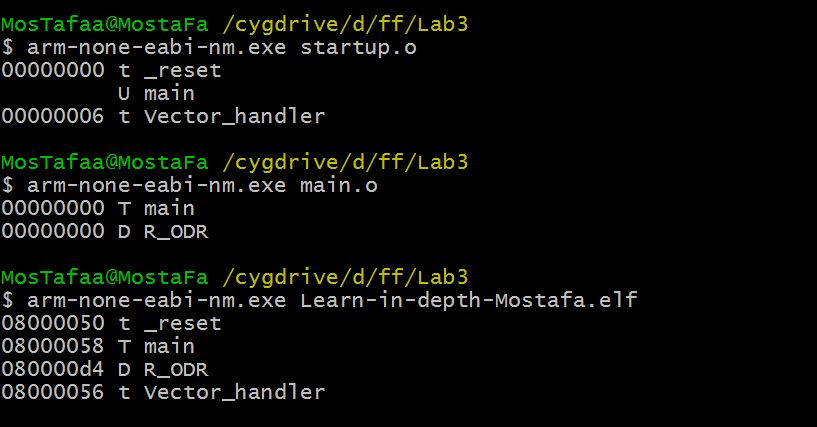 MosTafaa@MostaFa /cygdrive/d/ff/Lab3
$ arm-none-eabi-nm.exe startup.o
00000000 t _reset
         U main
00000006 t Vector_handler

MosTafaa@MostaFa /cygdrive/d/ff/Lab3
$ arm-none-eabi-nm.exe main.o
00000000 T main
00000000 D R_ODR

MosTafaa@MostaFa /cygdrive/d/ff/Lab3
$ arm-none-eabi-nm.exe Learn-in-depth-Mostafa.elf
08000050 t _reset
08000058 T main
080000d4 D R_ODR
08000056 t Vector_handler